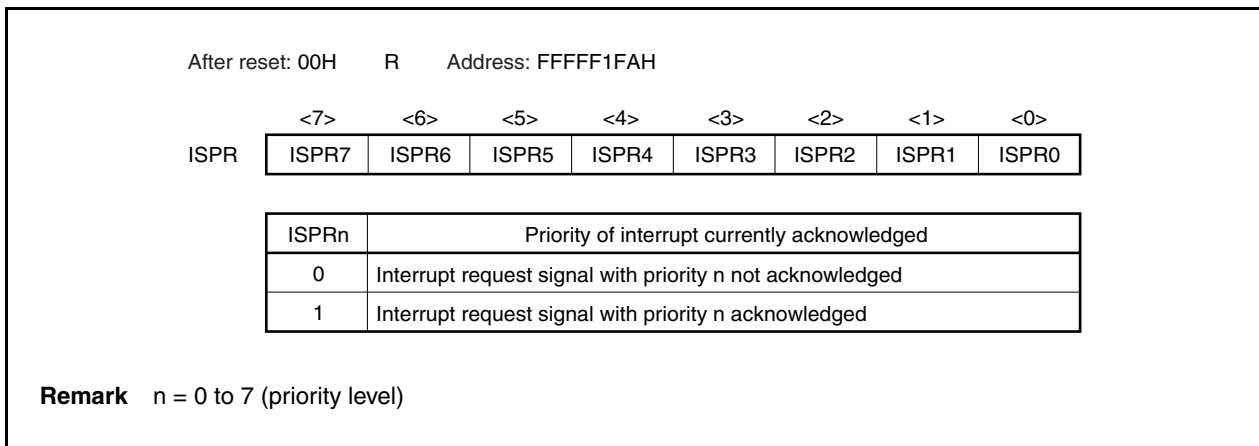 After reset: 00H R Address: FFFFF1FAH
<7> <6> <5> <4> <3> <2> <1> <0>
ISPR ISPR7 ISPR6 ISPR5 ISPR4 ISPR3 ISPR2 ISPR1 ISPR0
ISPRn Priority of interrupt currently acknowledged
0 Interrupt request signal with priority n not acknowledged
1 Interrupt request signal with priority n acknowledged
Remark n = 0 to 7 (priority level)